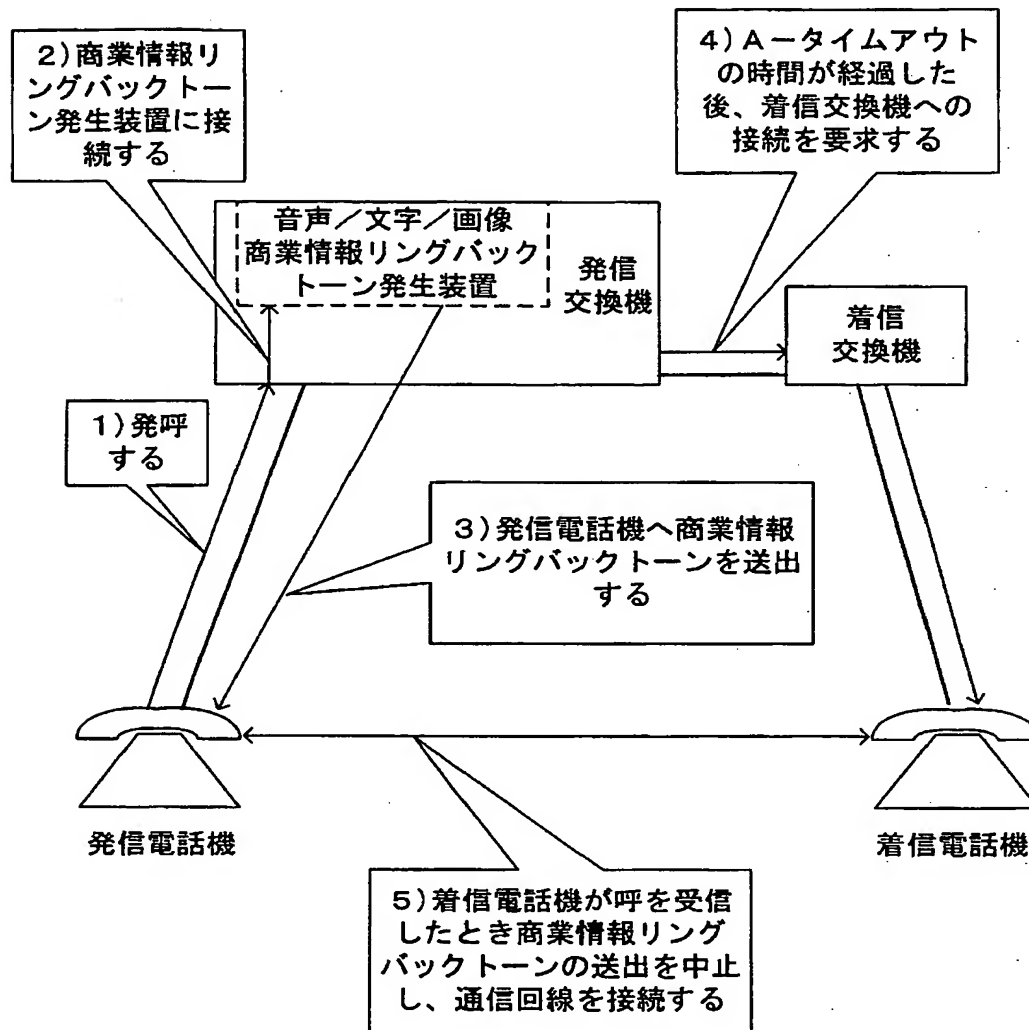 2)商業情報リ
ングバックトー
ン発生装置に接
続する
4)A－タイムアウト
の時間が経過した
後、着信交換機への
接続を要求する
音声／文字／画像
商業情報リングバック
トーン発生装置
発信
交換機
着信
交換機
1)発呼
する
3)発信電話機へ商業情報
リングバックトーンを送出
する
発信電話機
着信電話機
5)着信電話機が呼を受信
したとき商業情報リング
バックトーンの送出を中止
し、通信回線を接続する